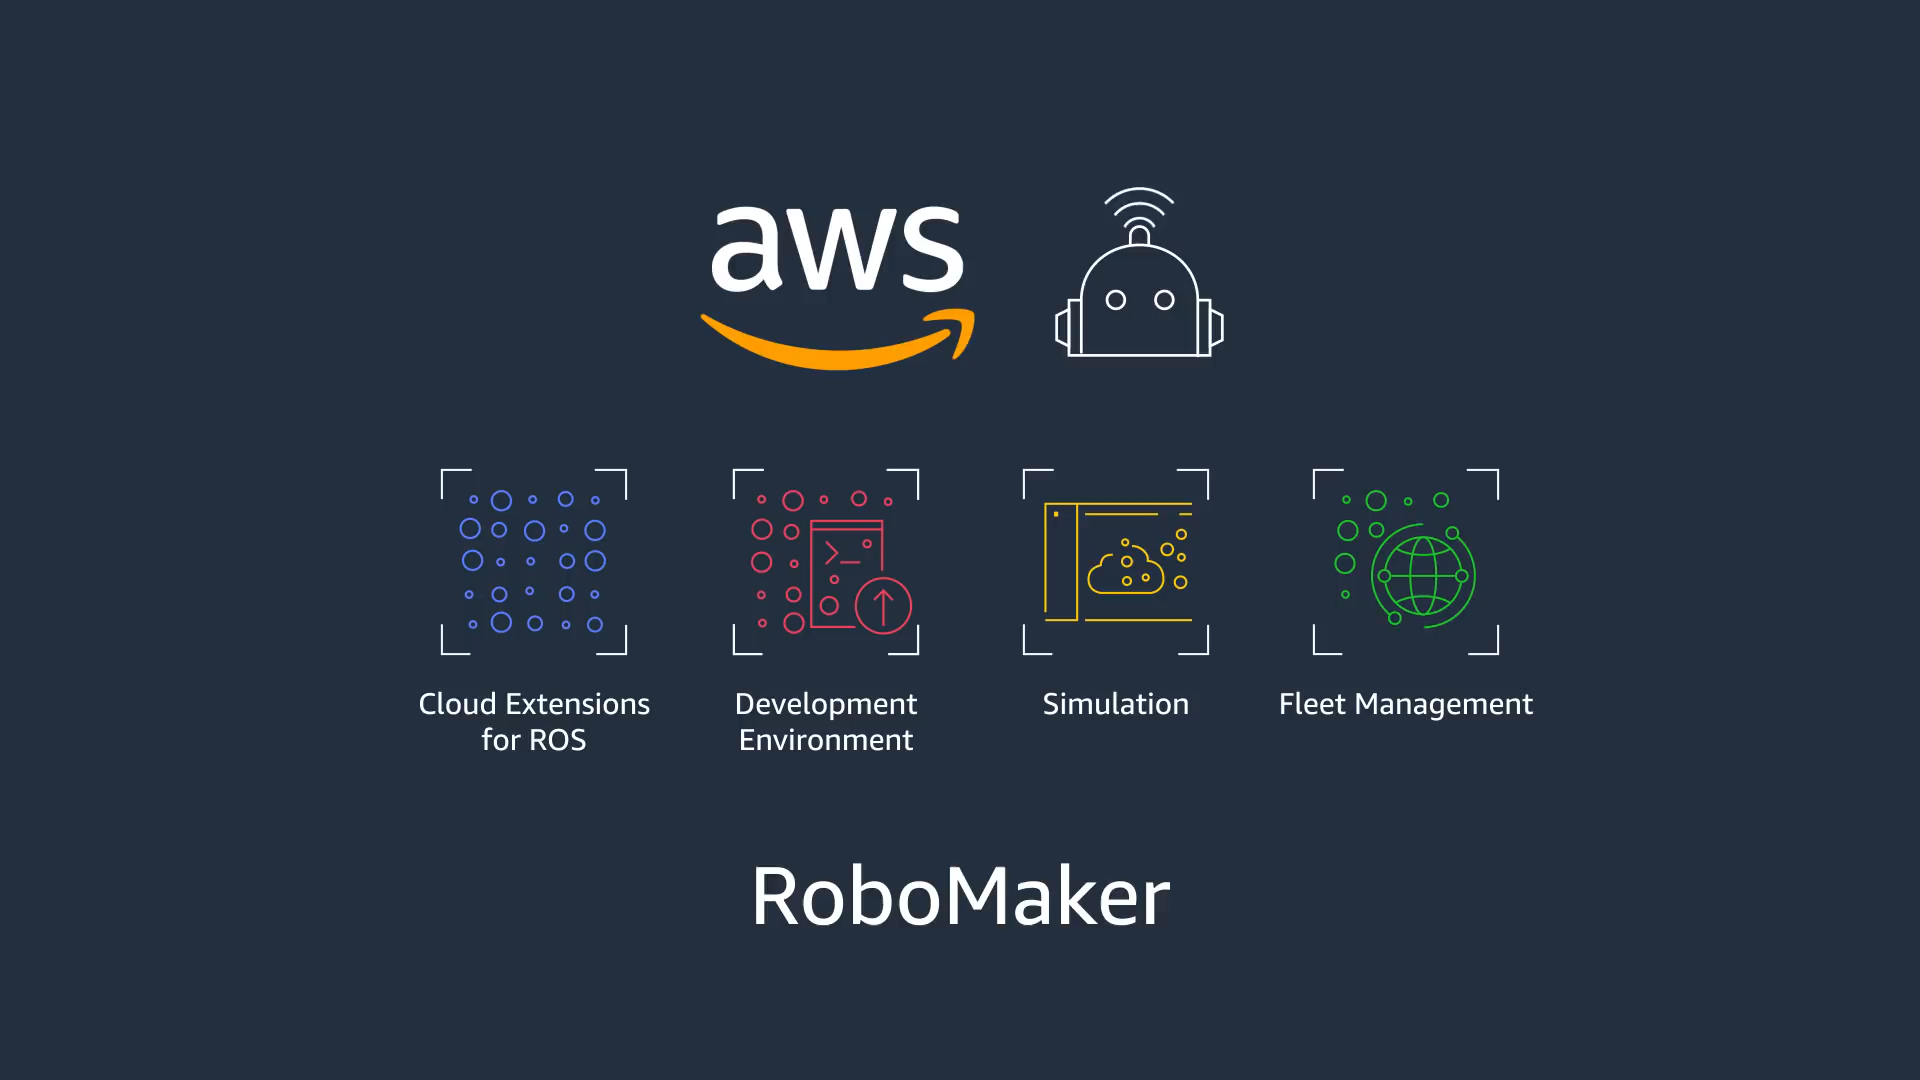 aws
Cloud Extensions
for ROS
Development
Environment
Simulation
Fleet Management
RoboMaker